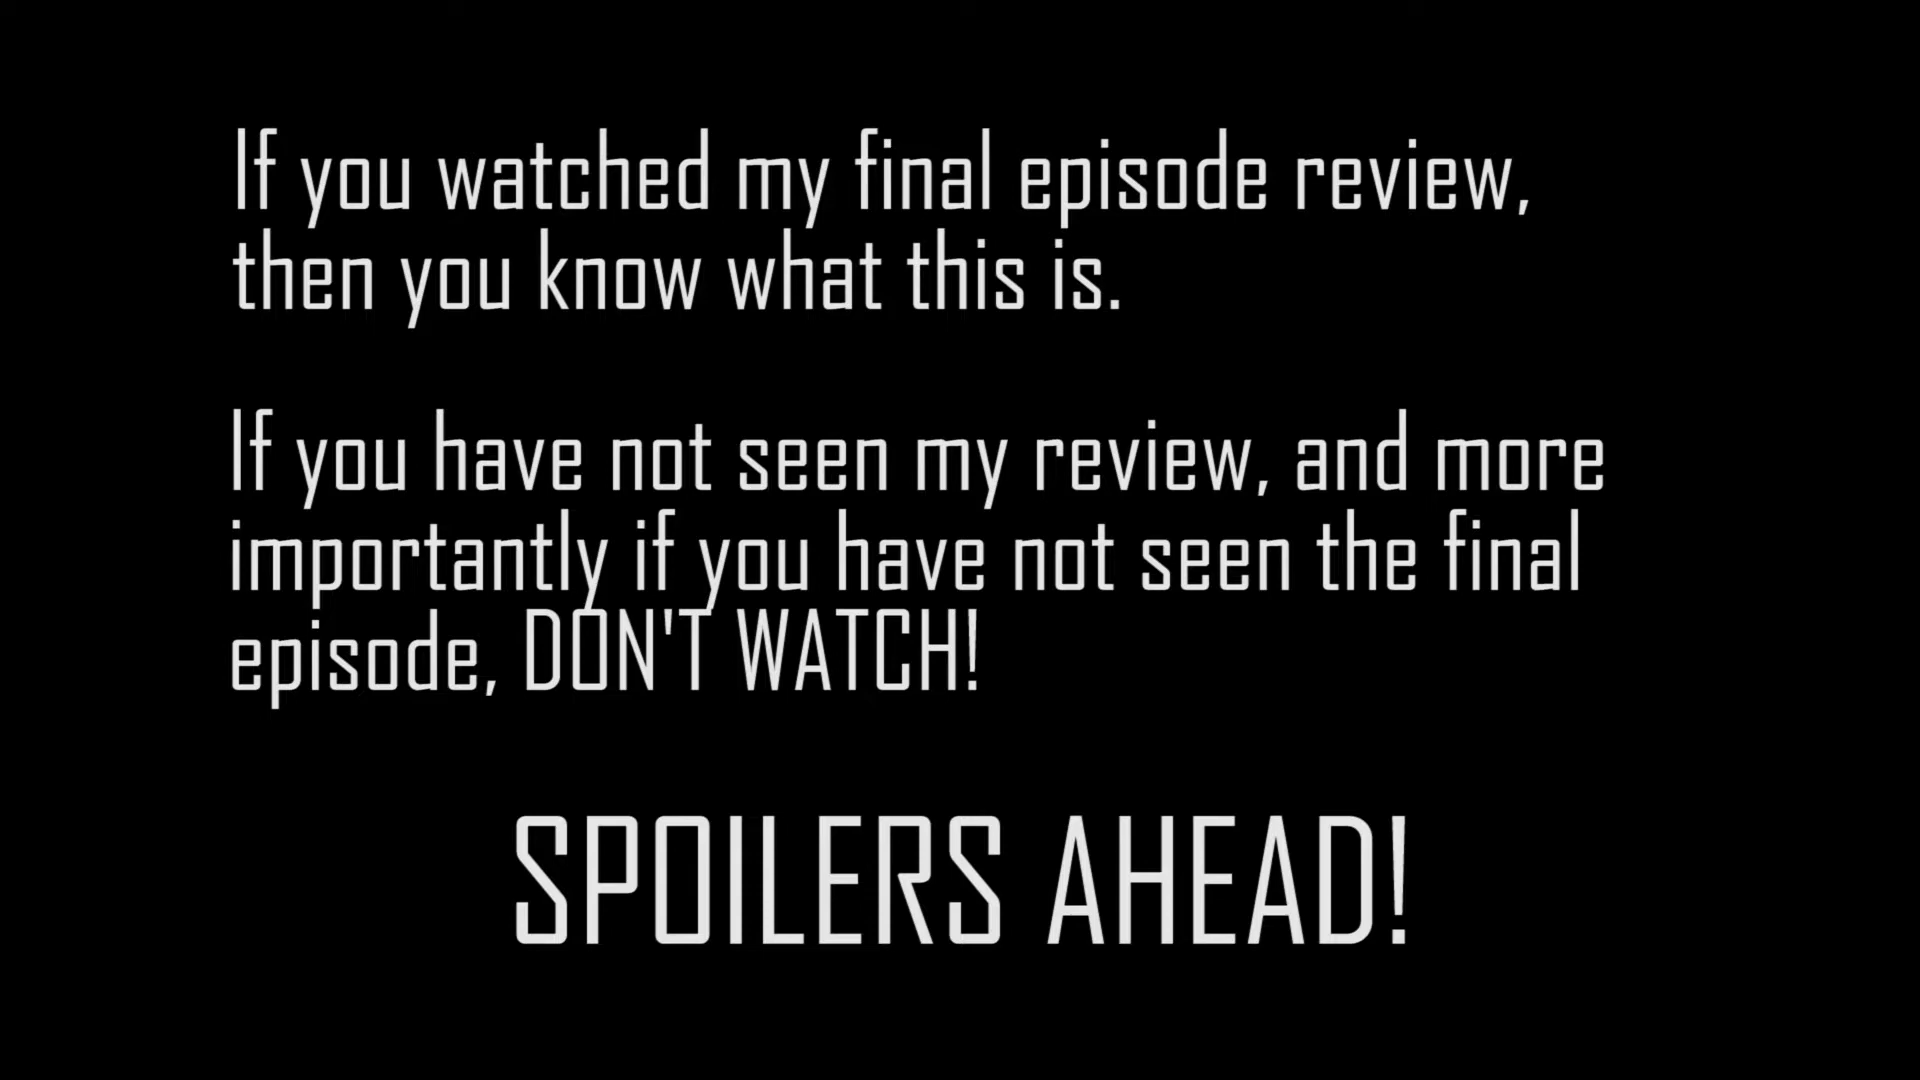 If you watched my final episode review,
then you know what this is.
If you have not seen my review, and more
importantly if you have not seen the final
episode, DON'T WATCH!
SPOILERS AHEAD!